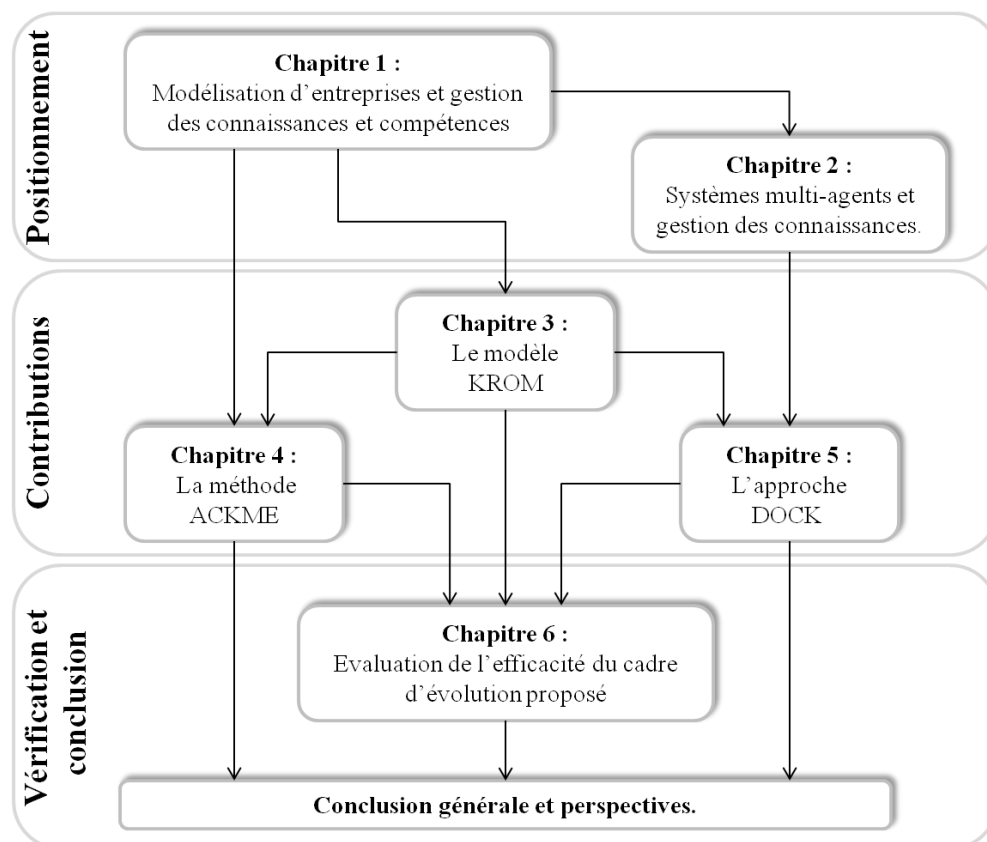 Positionnement
Chapitre 1 :
Modélisation d’entreprises et gestion
des connaissances et compétences
Chapitre 2 :
Systèmes multi-agents et
gestion des connaissances.
Contributions
Chapitre 3 :
Le modèle
KROM
Chapitre 4 :
La méthode
ACKME
Chapitre 5 :
L’approche
DOCK
Vérification et
conclusion
Chapitre 6 :
Evaluation de l’efficacité du cadre
d’évolution proposé
Conclusion générale et perspectives.